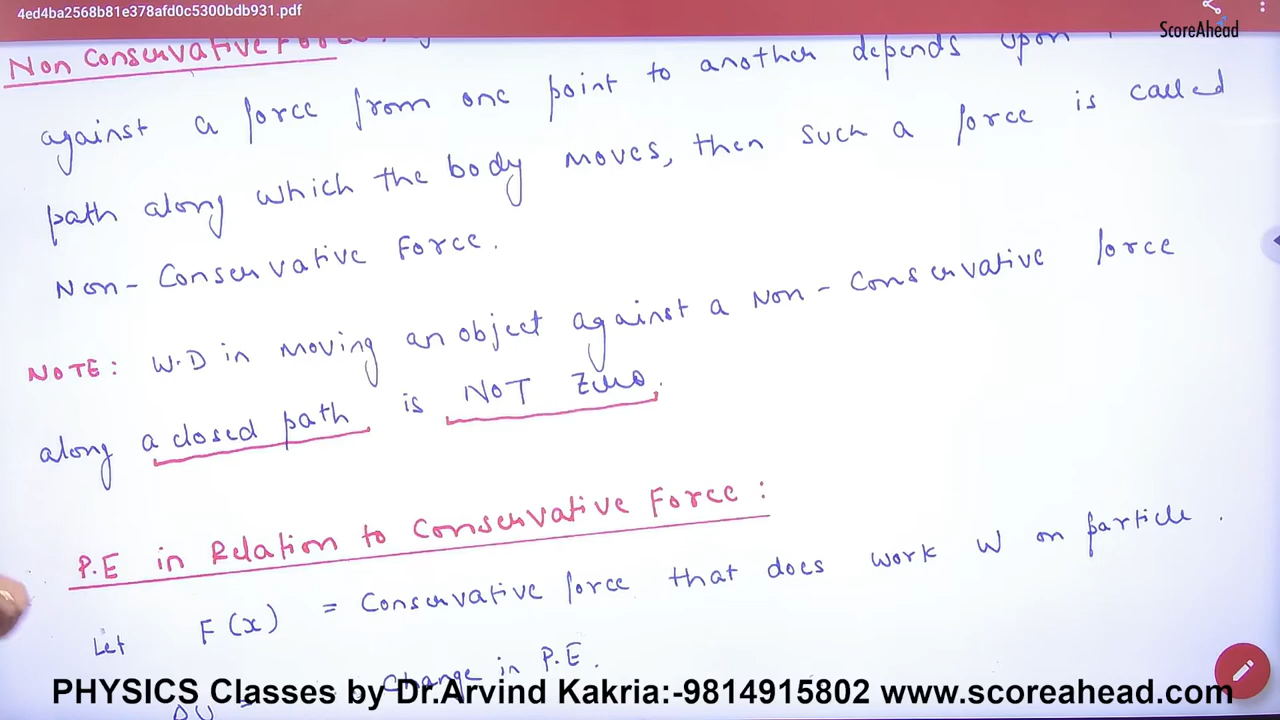 4ed4ba2568b81e378afd0c5300bdb931.pdf
ScoreAhead
Non Conservative Force:
against a force from one point to another depends upon
path along which the body moves, then such a force is called
Non-Conservative Force.
NOTE: W.D in moving an object against a Non-Conservative force
along a closed path is NOT Zero.
P.E in Relation to Conservative Force:
Let F(x) = Conservative force that does work W on particle.
ΔU = change in P.E.
PHYSICS Classes by Dr.Arvind Kakria:-9814915802 www.scoreahead.com